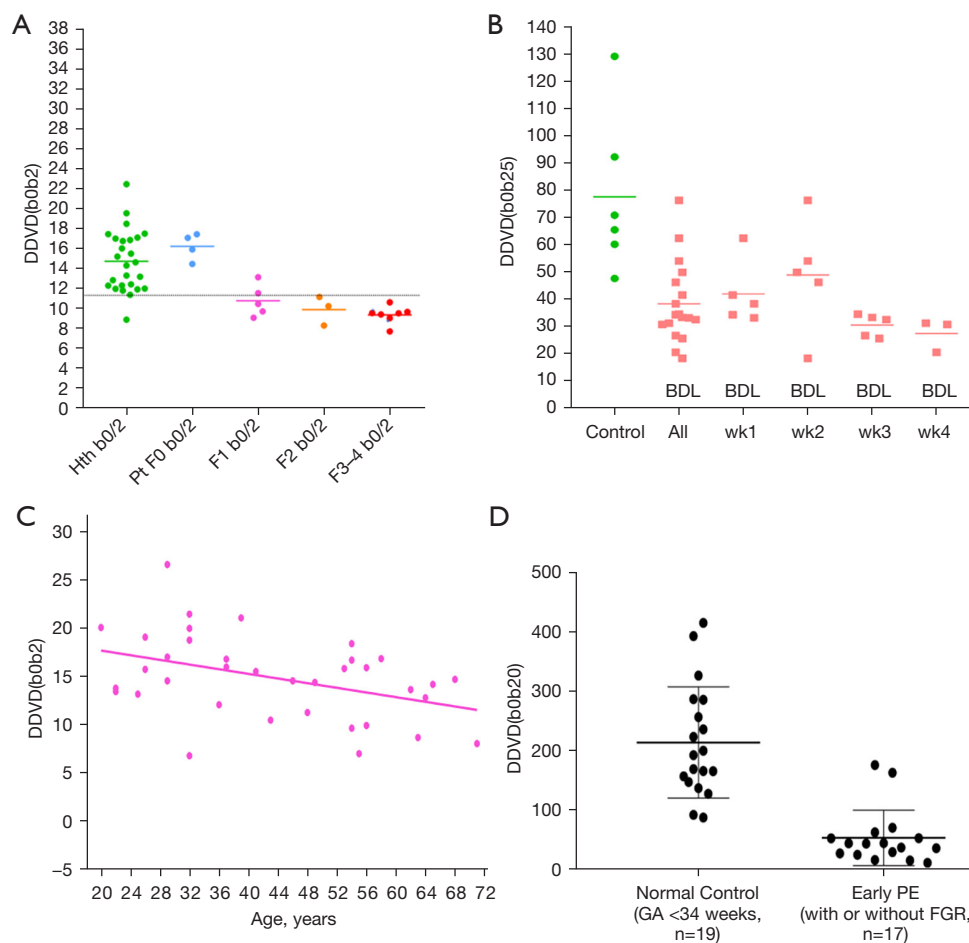 A
DDVD(b0b2)
38
36
34
32
30
28
26
24
22
20
18
16
14
12
10
8
6
4
2
0
Hth b0/2
Pt F0 b0/2
F1 b0/2
F2 b0/2
F3–4 b0/2
B
DDVD(b0b25)
140
130
120
110
100
90
80
70
60
50
40
30
20
10
0
BDL BDL BDL BDL BDL
Control All wk1 wk2 wk3 wk4
C
DDVD(b0b2)
30
25
20
15
10
5
0
–5
20 24 28 32 36 40 44 48 52 56 60 64 68 72
Age, years
D
DDVD(b0b20)
500
400
300
200
100
0
Normal Control
(GA <34 weeks,
n=19)
Early PE
(with or without FGR,
n=17)